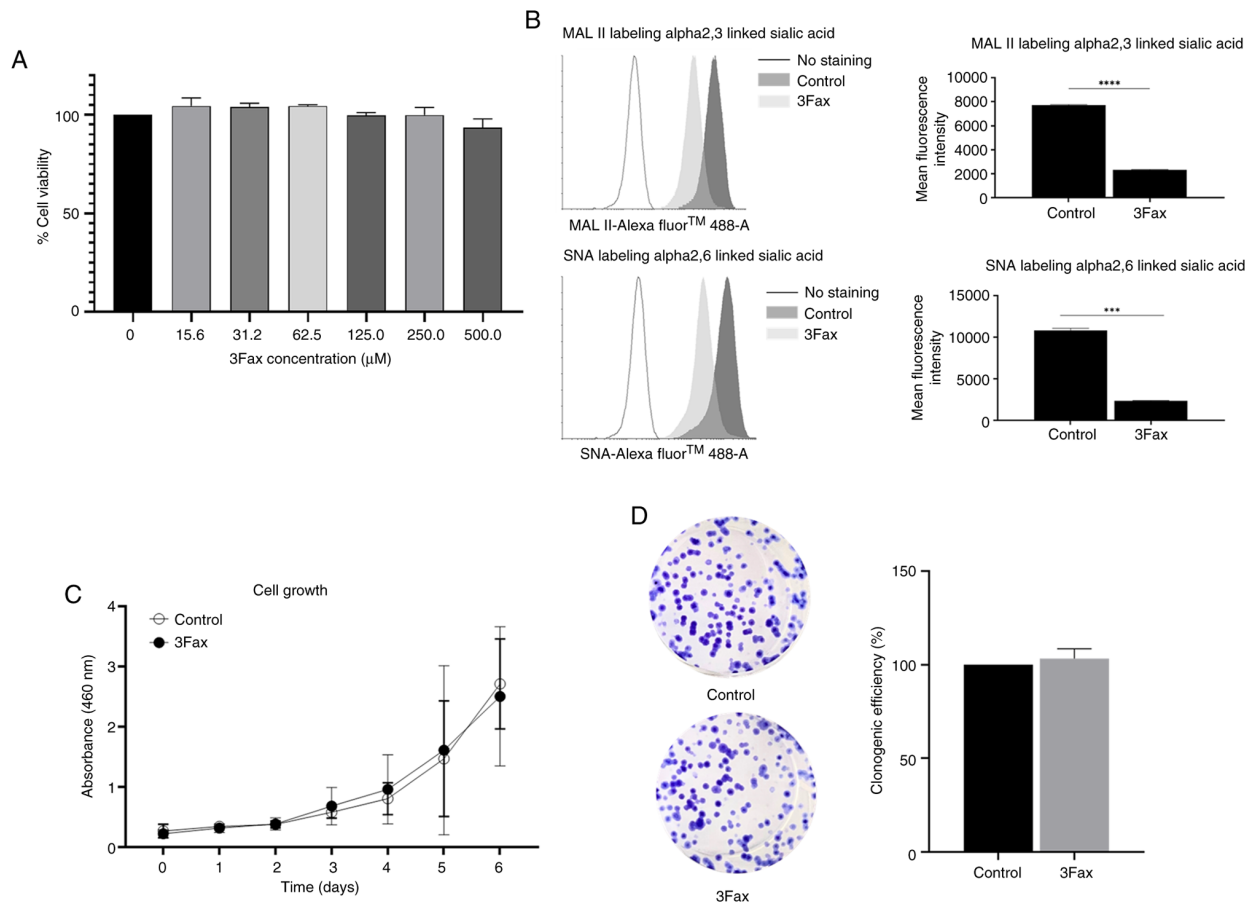 A
% Cell viability
100
50
0
0 15.6 31.2 62.5 125.0 250.0 500.0
3Fax concentration (μM)
B
MAL II labeling alpha2,3 linked sialic acid
No staining
Control
3Fax
MAL II-Alexa fluor™ 488-A
MAL II labeling alpha2,3 linked sialic acid
Mean fluorescence
intensity
10000
8000
6000
4000
2000
0
****
Control 3Fax
SNA labeling alpha2,6 linked sialic acid
No staining
Control
3Fax
SNA-Alexa fluor™ 488-A
SNA labeling alpha2,6 linked sialic acid
Mean fluorescence
intensity
15000
10000
5000
0
***
Control 3Fax
C
Cell growth
Control
3Fax
Absorbance (460 nm)
4
3
2
1
0
0 1 2 3 4 5 6
Time (days)
D
Control
3Fax
Clonogenic efficiency (%)
150
100
50
0
Control 3Fax